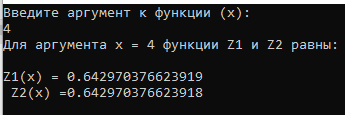 Введите аргумент к функции (x):
4
Для аргумента x = 4 функции Z1 и Z2 равны:
Z1(x) = 0.642970376623919
Z2(x) =0.642970376623918